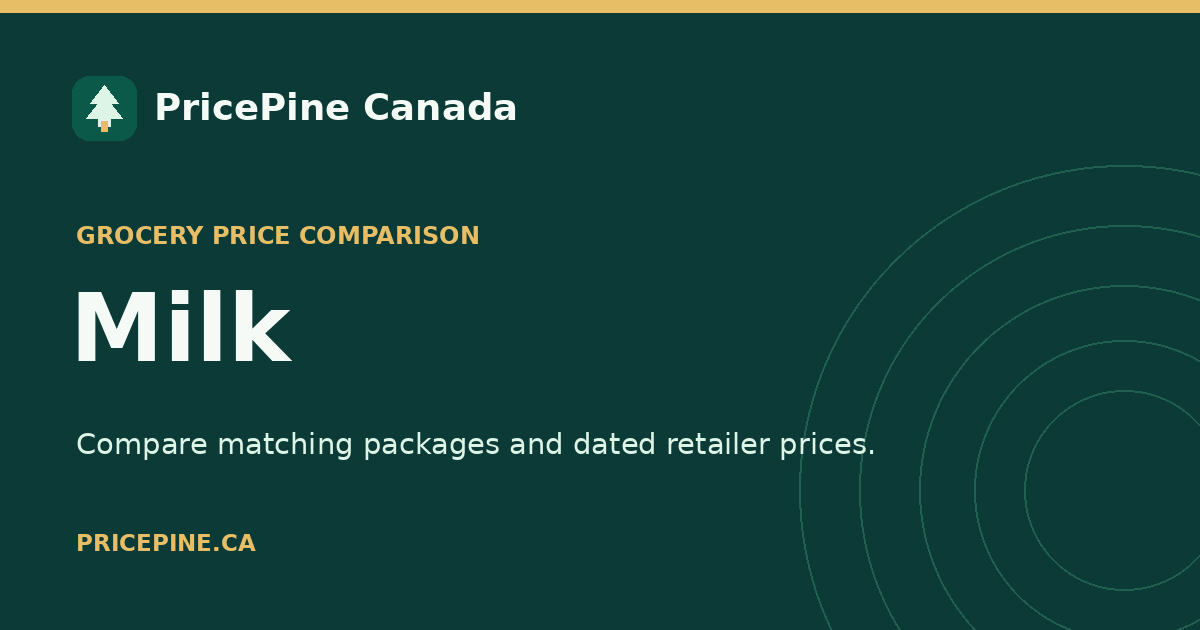 PricePine Canada
GROCERY PRICE COMPARISON
Milk
Compare matching packages and dated retailer prices.
PRICEPINE.CA